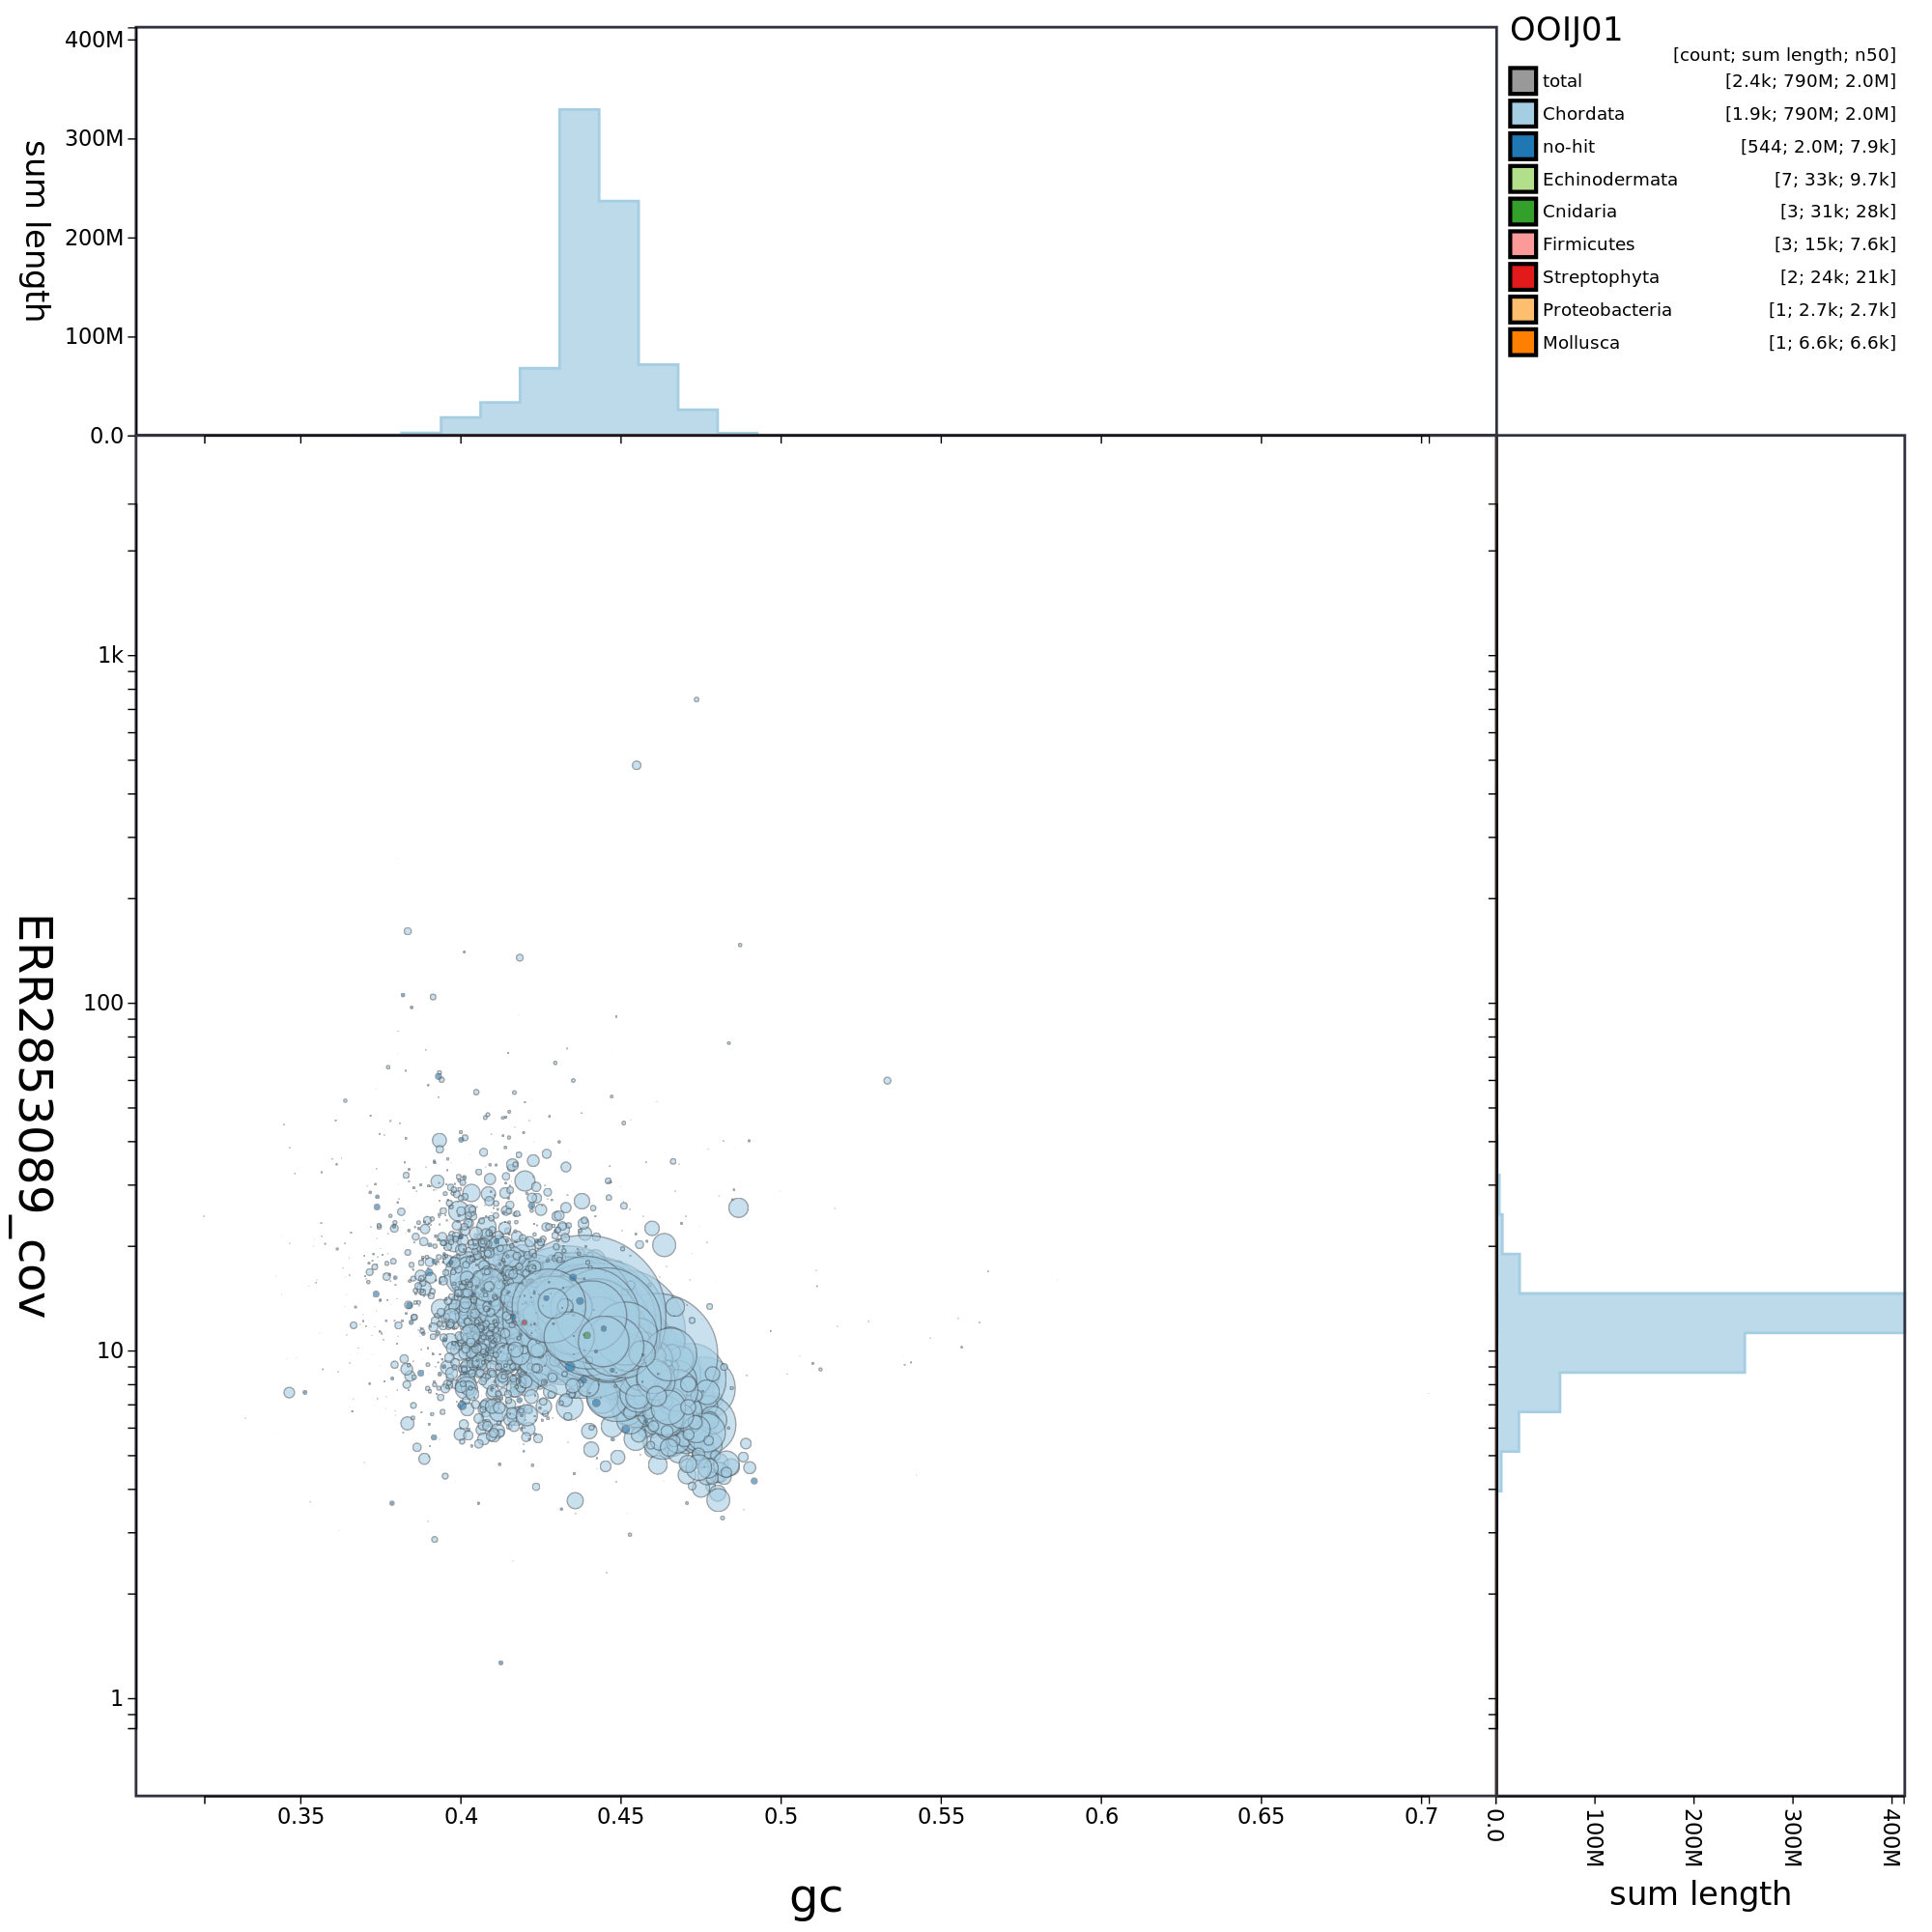 OOIJ01
[count; sum length; n50]
total [2.4k; 790M; 2.0M]
Chordata [1.9k; 790M; 2.0M]
no-hit [544; 2.0M; 7.9k]
Echinodermata [7; 33k; 9.7k]
Cnidaria [3; 31k; 28k]
Firmicutes [3; 15k; 7.6k]
Streptophyta [2; 24k; 21k]
Proteobacteria [1; 2.7k; 2.7k]
Mollusca [1; 6.6k; 6.6k]
sum length
400M
300M
200M
100M
0.0
ERR2853089_cov
1k
100
10
1
0.35 0.4 0.45 0.5 0.55 0.6 0.65 0.7
gc
0.0 100M 200M 300M 400M
sum length